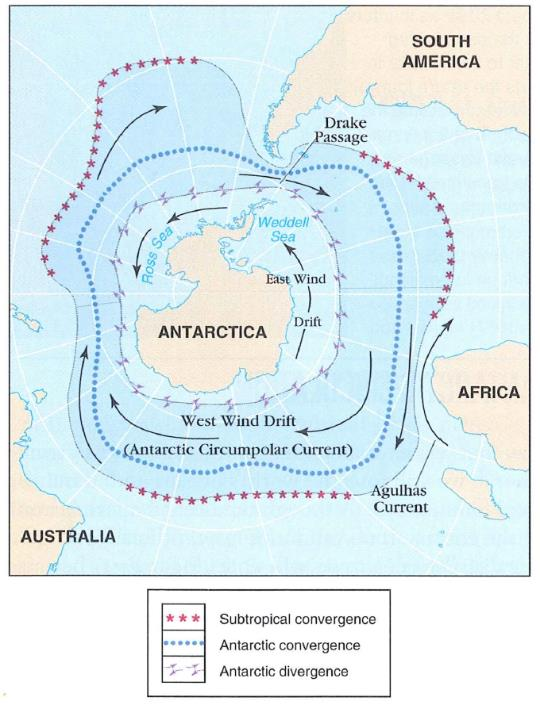 SOUTH
AMERICA
Drake
Passage
Weddell
Sea
Ross Sea
East Wind
Drift
ANTARCTICA
AFRICA
West Wind Drift
(Antarctic Circumpolar Current)
Agulhas
Current
AUSTRALIA
Subtropical convergence
Antarctic convergence
Antarctic divergence